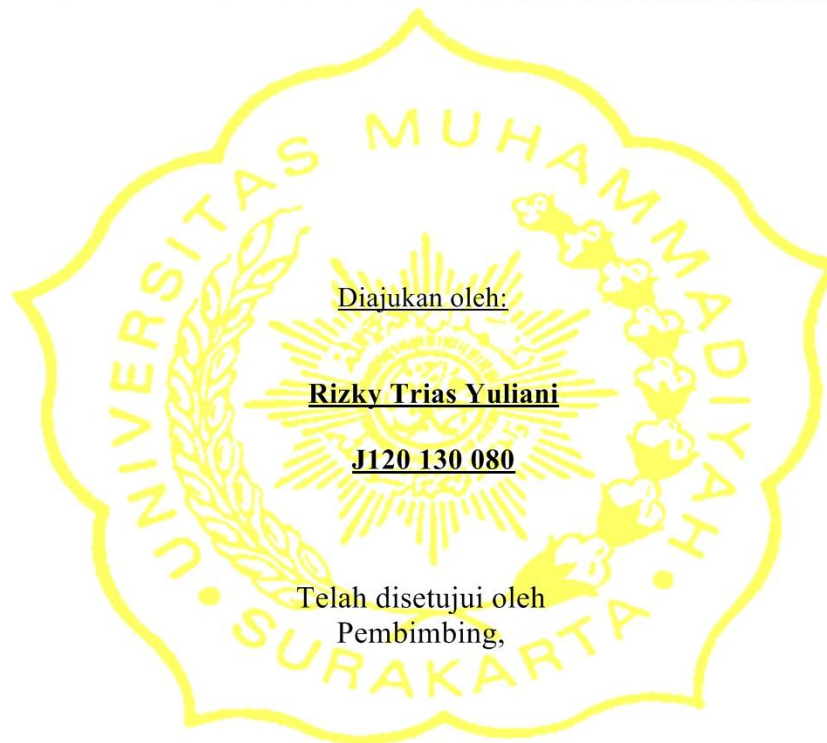 UNIVERSITAS MUHAMMADIYAH
SURAKARTA
Diajukan oleh:
Rizky Trias Yuliani
J120 130 080
Telah disetujui oleh
Pembimbing,